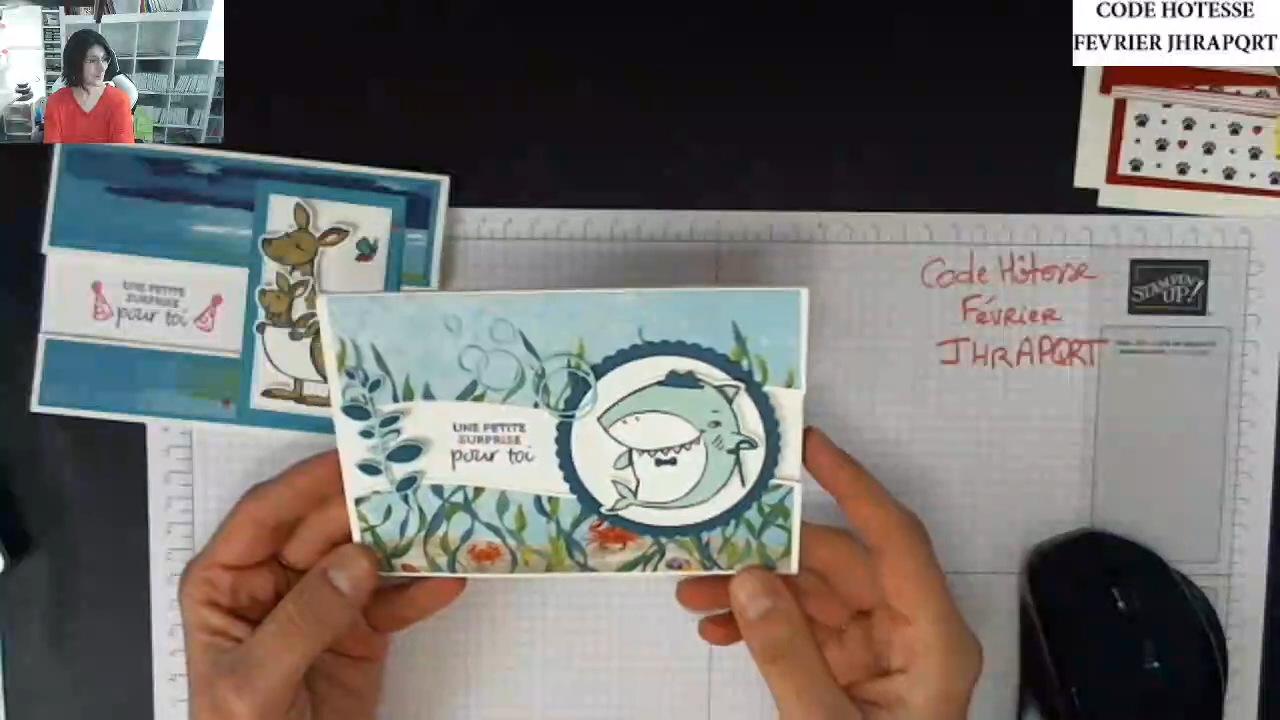 CODE HOTESSE
FEVRIER JHRAPQRT
Code Hôtesse
Février
JHRAPQRT
STAMPIN'
UP!
UNE PETITE
SURPRISE
pour toi
UNE PETITE
SURPRISE
pour toi